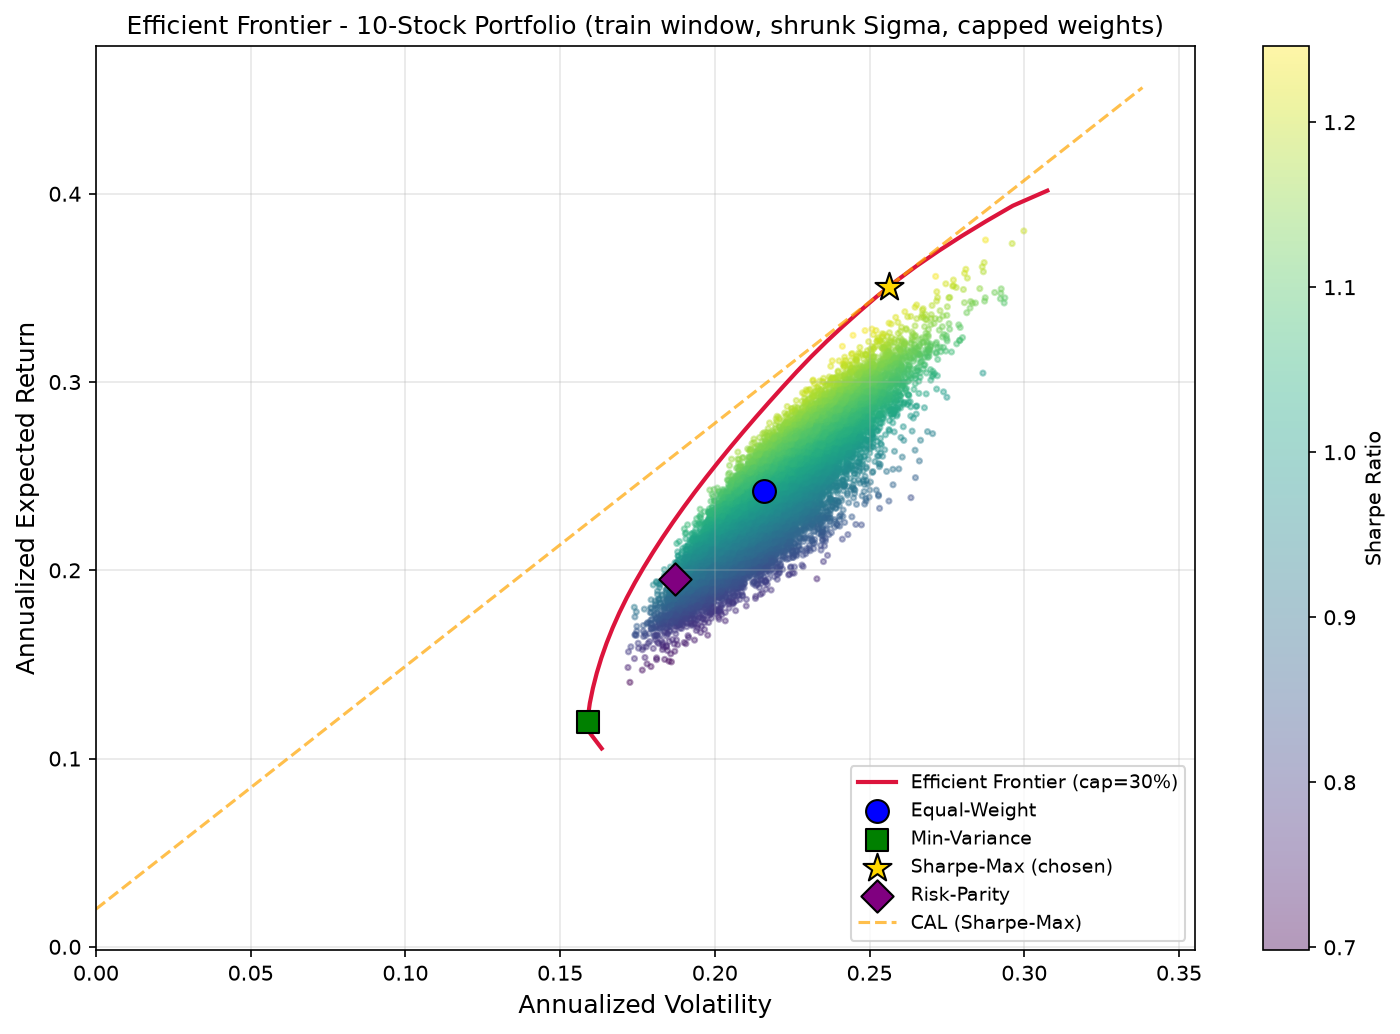 Efficient Frontier - 10-Stock Portfolio (train window, shrunk Sigma, capped weights)
Annualized Expected Return
0.4
0.3
0.2
0.1
0.0
0.00 0.05 0.10 0.15 0.20 0.25 0.30 0.35
Annualized Volatility
Efficient Frontier (cap=30%)
Equal-Weight
Min-Variance
Sharpe-Max (chosen)
Risk-Parity
CAL (Sharpe-Max)
1.2
1.1
1.0
0.9
0.8
0.7
Sharpe Ratio